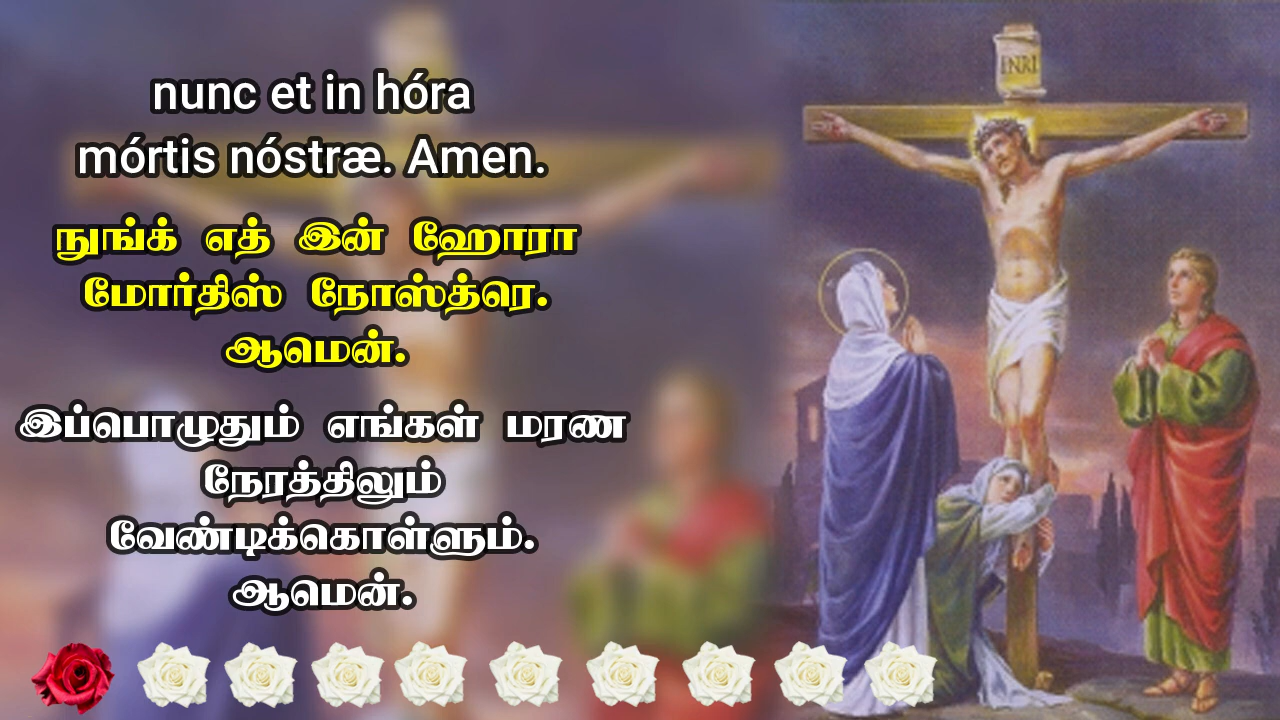 nunc et in hóra
mórtis nóstræ. Amen.
நுங்க் எத் இன் ஹோரா
மோர்திஸ் நோஸ்த்ரெ.
ஆமென்.
இப்பொழுதும் எங்கள் மரண
நேரத்திலும்
வேண்டிக்கொள்ளும்.
ஆமென்.
INRI